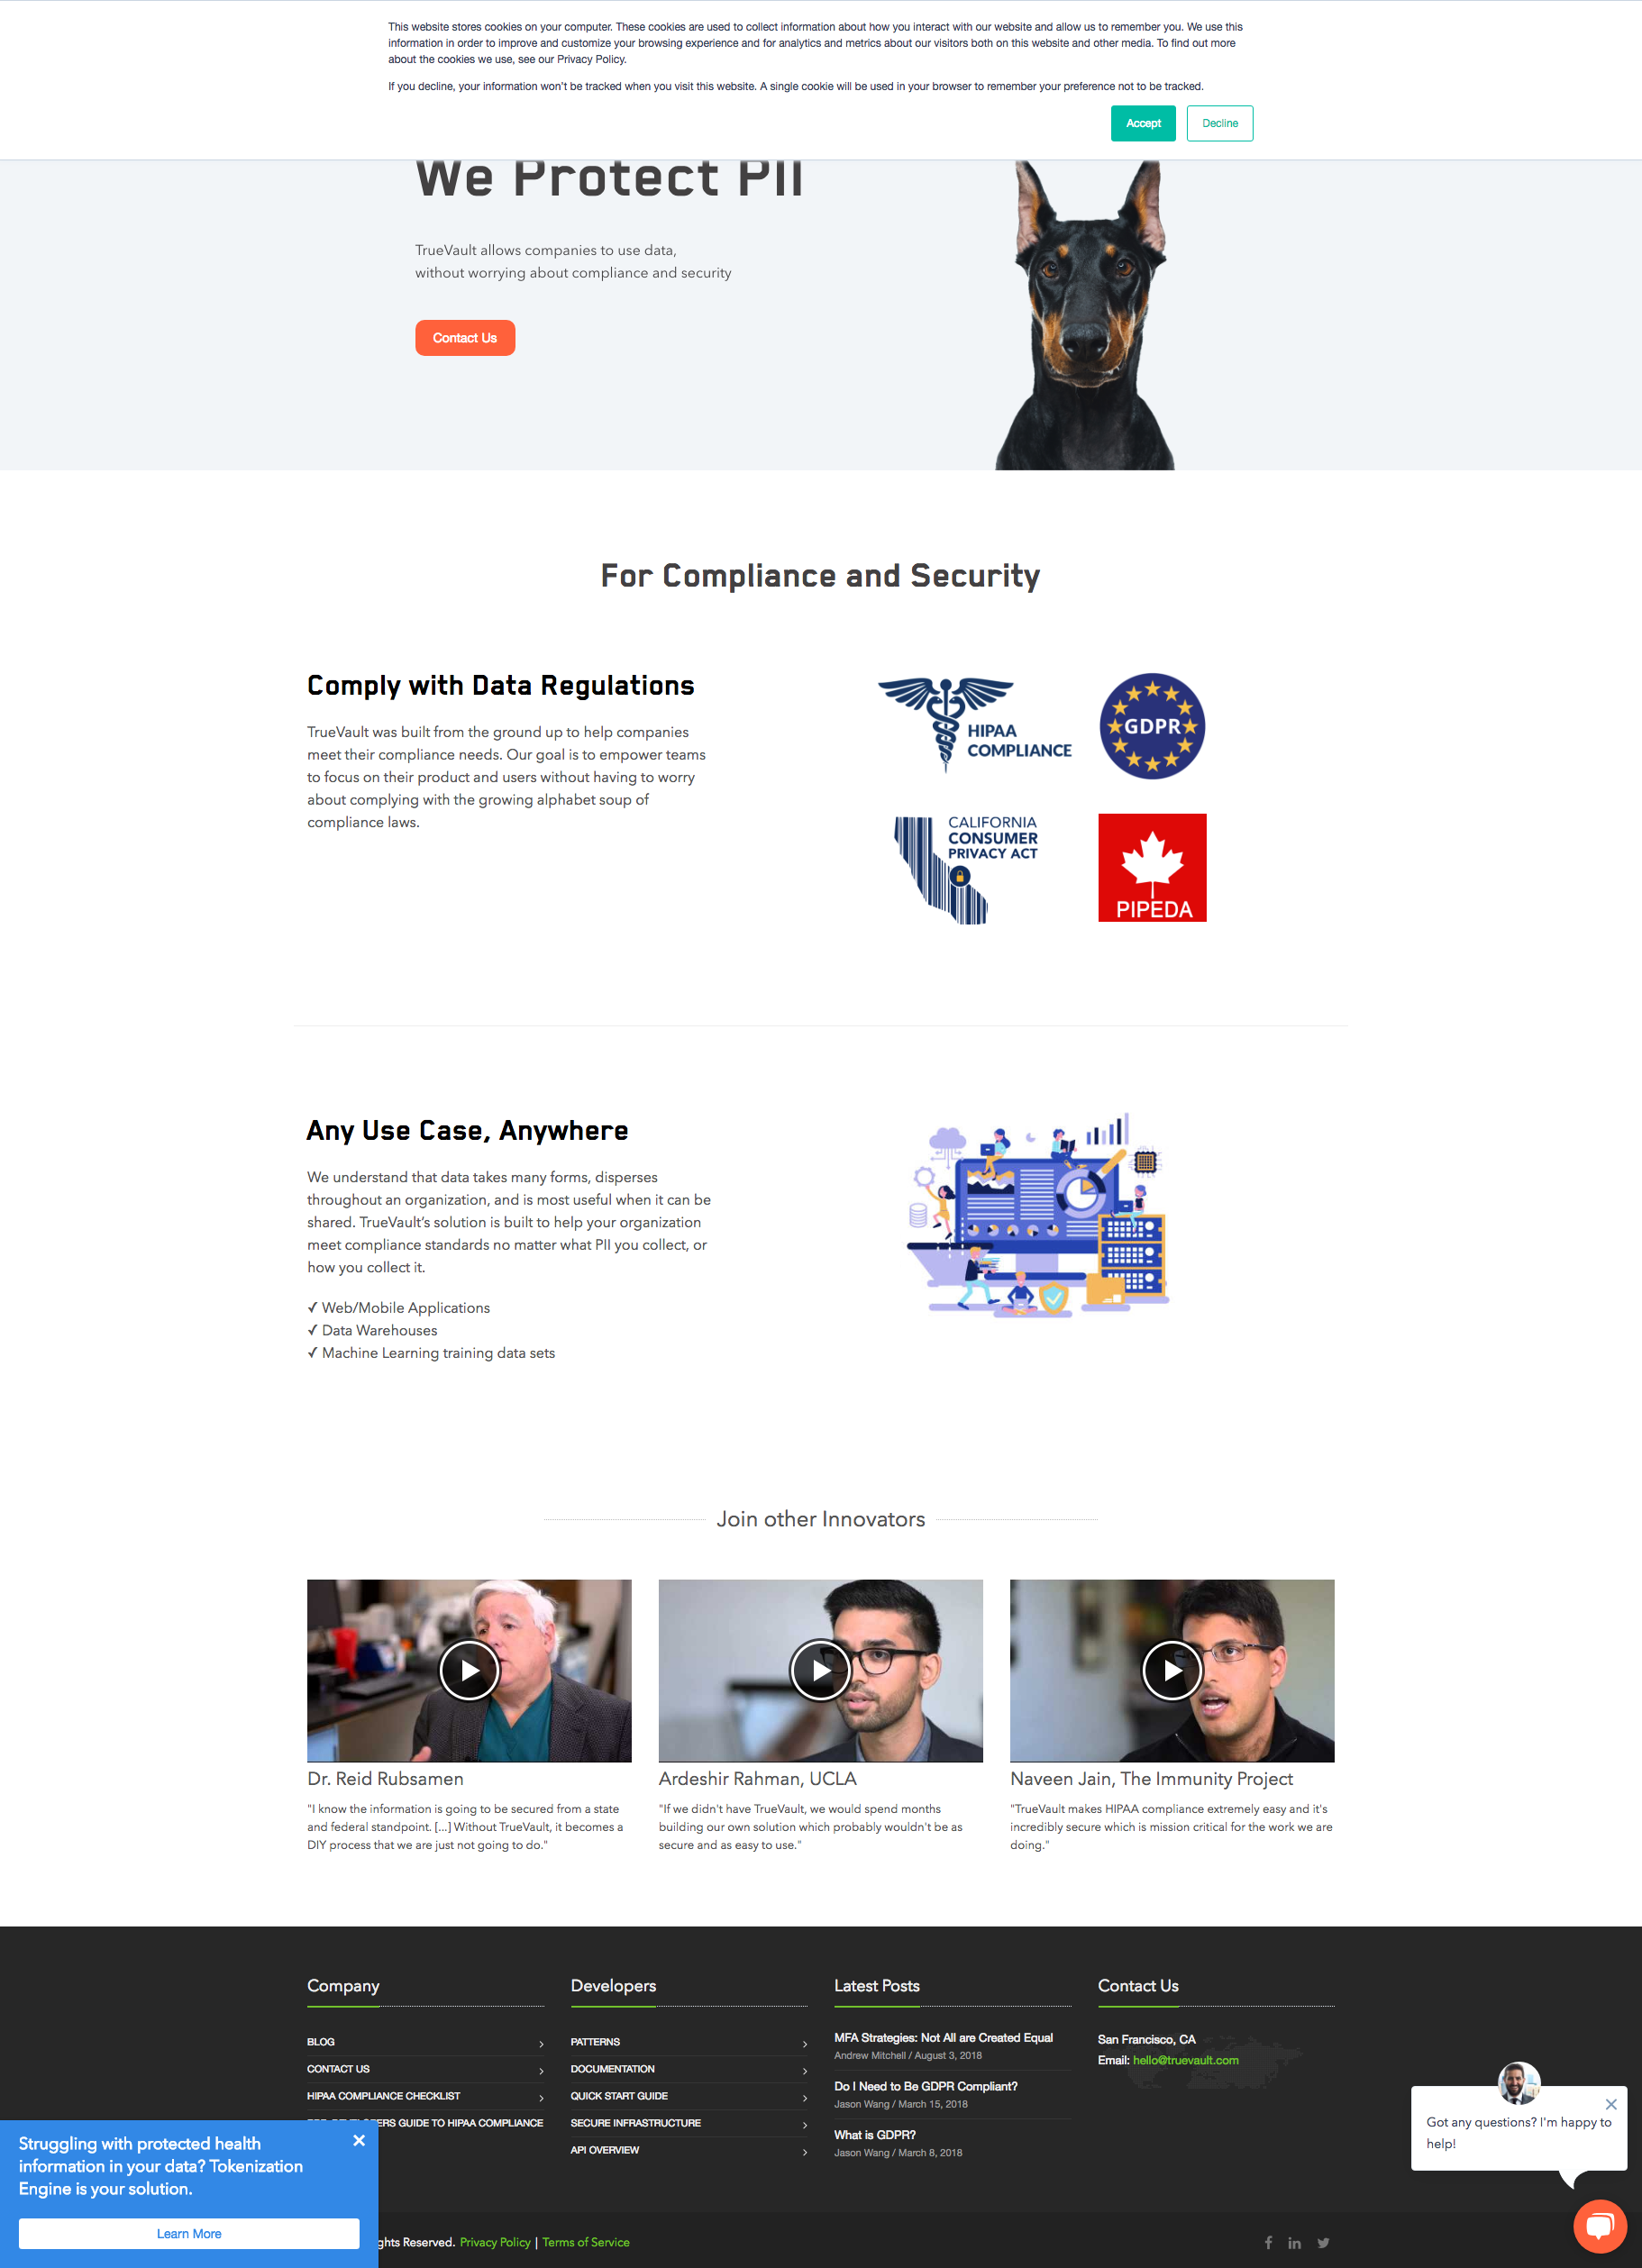 This website stores cookies on your computer. These cookies are used to collect information about how you interact with our website and allow us to remember you. We use this
information in order to improve and customize your browsing experience and for analytics and metrics about our visitors both on this website and other media. To find out more
about the cookies we use, see our Privacy Policy.
If you decline, your information won't be tracked when you visit this website. A single cookie will be used in your browser to remember your preference not to be tracked.
Accept
Decline
We Protect PII
TrueVault allows companies to use data,
without worrying about compliance and security
Contact Us
For Compliance and Security
Comply with Data Regulations
TrueVault was built from the ground up to help companies
meet their compliance needs. Our goal is to empower teams
to focus on their product and users without having to worry
about complying with the growing alphabet soup of
compliance laws.
HIPAA
COMPLIANCE
GDPR
CALIFORNIA
CONSUMER
PRIVACY ACT
PIPEDA
Any Use Case, Anywhere
We understand that data takes many forms, disperses
throughout an organization, and is most useful when it can be
shared. TrueVault's solution is built to help your organization
meet compliance standards no matter what PII you collect, or
how you collect it.
✓ Web/Mobile Applications
✓ Data Warehouses
✓ Machine Learning training data sets
Join other Innovators
Dr. Reid Rubsamen
"I know the information is going to be secured from a state
and federal standpoint. [...] Without TrueVault, it becomes a
DIY process that we are just not going to do."
Ardeshir Rahman, UCLA
"If we didn't have TrueVault, we would spend months
building our own solution which probably wouldn't be as
secure and as easy to use."
Naveen Jain, The Immunity Project
"TrueVault makes HIPAA compliance extremely easy and it's
incredibly secure which is mission critical for the work we are
doing."
Company
BLOG
CONTACT US
HIPAA COMPLIANCE CHECKLIST
GUIDE TO HIPAA COMPLIANCE
Developers
PATTERNS
DOCUMENTATION
QUICK START GUIDE
SECURE INFRASTRUCTURE
API OVERVIEW
Latest Posts
MFA Strategies: Not All are Created Equal
Andrew Mitchell / August 3, 2018
Do I Need to Be GDPR Compliant?
Jason Wang / March 15, 2018
What is GDPR?
Jason Wang / March 8, 2018
Contact Us
San Francisco, CA
Email: hello@truevault.com
Got any questions? I'm happy to
help!
Struggling with protected health
information in your data? Tokenization
Engine is your solution.
Learn More
ghts Reserved. Privacy Policy | Terms of Service